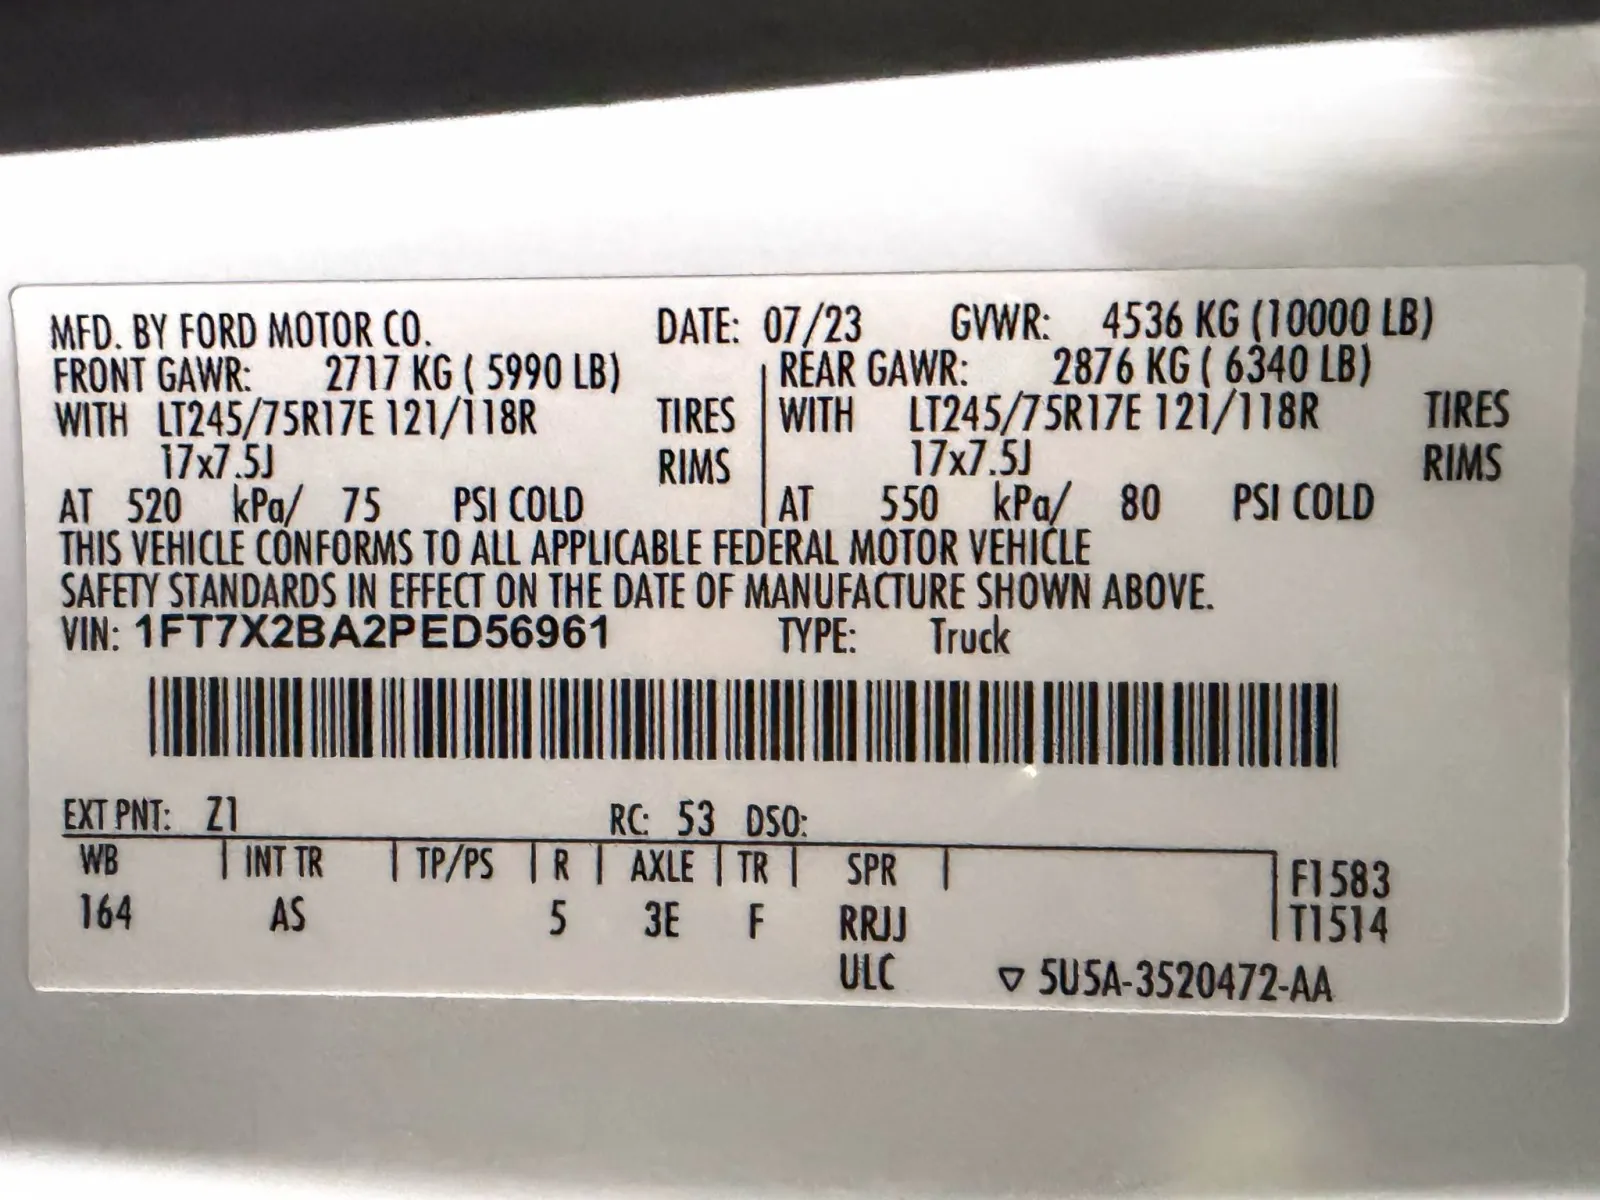 MFD. BY FORD MOTOR CO. DATE: 07/23 GVWR: 4536 KG (10000 LB)
FRONT GAWR: 2717 KG ( 5990 LB) REAR GAWR: 2876 KG ( 6340 LB)
WITH LT245/75R17E 121/118R TIRES WITH LT245/75R17E 121/118R TIRES
17x7.5J RIMS 17x7.5J RIMS
AT 520 kPa/ 75 PSI COLD AT 550 kPa/ 80 PSI COLD
THIS VEHICLE CONFORMS TO ALL APPLICABLE FEDERAL MOTOR VEHICLE
SAFETY STANDARDS IN EFFECT ON THE DATE OF MANUFACTURE SHOWN ABOVE.
VIN: 1FT7X2BA2PED56961 TYPE: Truck
EXT PNT: Z1 RC: 53 DSO:
WB INT TR TP/PS R AXLE TR SPR F1583
164 AS 5 3E F RRJJ T1514
ULC ▽ 5U5A-3520472-AA